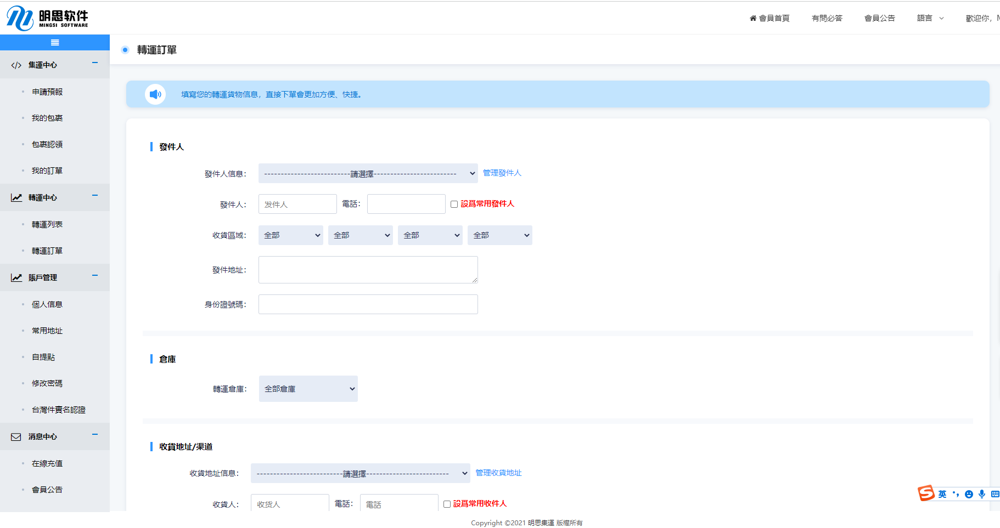 明思软件
MINGSI SOFTWARE
會員首頁 有問必答 會員公告 語言 歡迎你,
集運中心
申請預報
我的包裹
包裹認領
我的訂單
轉運中心
轉運列表
轉運訂單
賬戶管理
個人信息
常用地址
自提點
修改密碼
台灣件實名認證
消息中心
在線充值
會員公告
轉運訂單
填寫您的轉運貨物信息，直接下單會更加方便、快捷。
發件人
發件人信息： --------------------------請選擇------------------------- 管理發件人
發件人： 发件人 電話： 設爲常用發件人
收貨區域： 全部 全部 全部 全部
發件地址：
身份證號碼：
倉庫
轉運倉庫： 全部倉庫
收貨地址/渠道
收貨地址信息： --------------------------請選擇------------------------- 管理收貨地址
收貨人： 收货人 電話： 電話 設爲常用收件人
英
Copyright ©2021 明思集運 版權所有